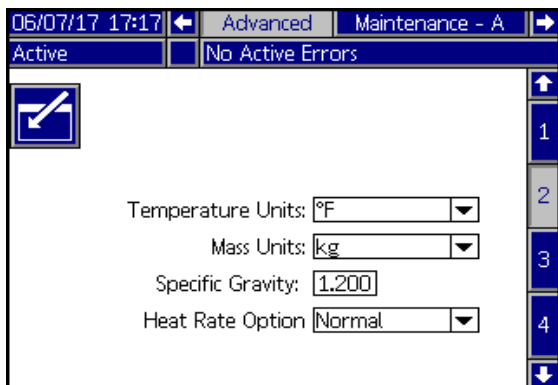 06/07/17 17:17 Advanced Maintenance - A
Active No Active Errors
1
2
Temperature Units: °F
Mass Units: kg
3
Specific Gravity: 1.200
Heat Rate Option Normal
4